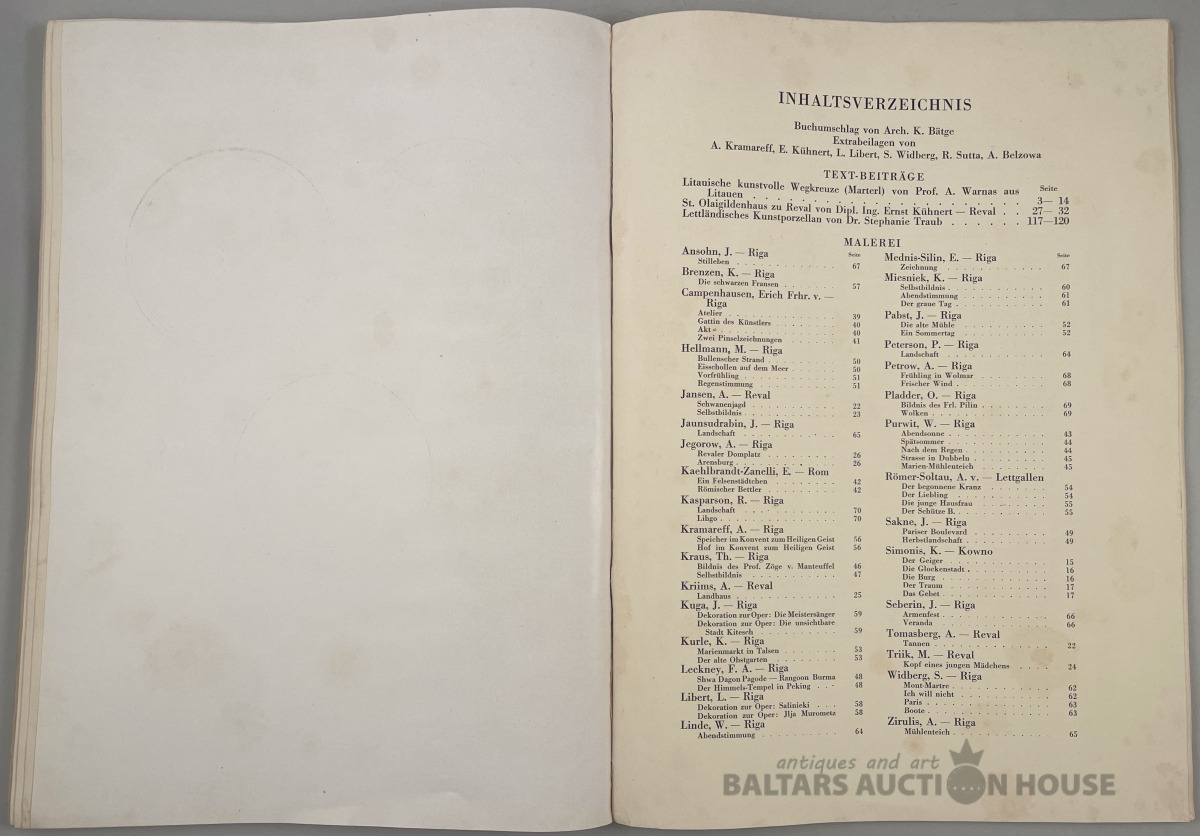 INHALTSVERZEICHNIS
Buchumschlag von Arch. K. Bätge
Extrabeilagen von
A. Kramareff, E. Kühnert, L. Libert, S. Widberg, R. Sutta, A. Belzowa
TEXT-BEITRÄGE
Seite
Litauische kunstvolle Wegkreuze (Marterl) von Prof. A. Warnas aus
Litauen . . . . . . . . . . . . . . . . . . . . 3— 14
St. Olaigildenhaus zu Reval von Dipl. Ing. Ernst Kühnert — Reval . . 27— 32
Lettländisches Kunstporzellan von Dr. Stephanie Traub . . . . . . 117—120
MALEREI
Seite
Ansohn, J. — Riga
Stilleben . . . . . . . . . . . 67
Brenzen, K. — Riga
Die schwarzen Fransen . . . . . . 57
Campenhausen, Erich Frhr. v. —
Riga
Atelier . . . . . . . . . . . . 39
Gattin des Künstlers . . . . . . . 40
Akt . . . . . . . . . . . . . 40
Zwei Pinselzeichnungen . . . . . . 41
Hellmann, M. — Riga
Bullenscher Strand . . . . . . . . 50
Eisschollen auf dem Meer . . . . . 50
Vorfrühling . . . . . . . . . . 51
Regenstimmung . . . . . . . . . 51
Jansen, A. — Reval
Schwanenjagd . . . . . . . . . 22
Selbstbildnis . . . . . . . . . . 23
Jaunsudrabin, J. — Riga
Landschaft . . . . . . . . . . 65
Jegorow, A. — Riga
Revaler Domplatz . . . . . . . . 26
Arensburg . . . . . . . . . . . 26
Kaehlbrandt-Zanelli, E. — Rom
Ein Felsenstädtchen . . . . . . . 42
Römischer Bettler . . . . . . . . 42
Kasparson, R. — Riga
Landschaft . . . . . . . . . . 70
Lihgo . . . . . . . . . . . . . 70
Kramareff, A. — Riga
Speicher im Konvent zum Heiligen Geist 56
Hof im Konvent zum Heiligen Geist 56
Kraus, Th. — Riga
Bildnis des Prof. Zöge v. Manteuffel 46
Selbstbildnis . . . . . . . . . . 47
Kriims, A. — Reval
Landhaus . . . . . . . . . . . 25
Kuga, J. — Riga
Dekoration zur Oper: Die Meistersänger 59
Dekoration zur Oper: Die unsichtbare
Stadt Kitesch . . . . . . . . . 59
Kurle, K. — Riga
Marienmarkt in Talsen . . . . . . 53
Der alte Obstgarten . . . . . . . 53
Leckney, F. A. — Riga
Shwa Dagon Pagode — Rangoon Burma 48
Der Himmels-Tempel in Peking . . . 48
Libert, L. — Riga
Dekoration zur Oper: Salinieki . . . 58
Dekoration zur Oper: Jlja Murometz 58
Linde, W. — Riga
Abendstimmung . . . . . . . . . 64
Seite
Mednis-Silin, E. — Riga
Zeichnung . . . . . . . . . . . 67
Miesniek, K. — Riga
Selbstbildnis . . . . . . . . . . 60
Abendstimmung . . . . . . . . . 61
Der graue Tag . . . . . . . . . 61
Pabst, J. — Riga
Die alte Mühle . . . . . . . . . 52
Ein Sommertag . . . . . . . . . 52
Peterson, P. — Riga
Landschaft . . . . . . . . . . 64
Petrow, A. — Riga
Frühling in Wolmar . . . . . . . 68
Frischer Wind . . . . . . . . . 68
Pladder, O. — Riga
Bildnis des Frl. Pilin . . . . . . . 69
Wolken . . . . . . . . . . . . 69
Purwit, W. — Riga
Abendsonne . . . . . . . . . . 43
Spätsommer . . . . . . . . . . 44
Nach dem Regen . . . . . . . . 44
Strasse in Dubbeln . . . . . . . . 45
Marien-Mühlenteich . . . . . . . 45
Römer-Soltau, A. v. — Lettgallen
Der begonnene Kranz . . . . . . 54
Der Liebling . . . . . . . . . . 54
Die junge Hausfrau . . . . . . . 55
Der Schütze B. . . . . . . . . . 55
Sakne, J. — Riga
Pariser Boulevard . . . . . . . . 49
Herbstlandschaft . . . . . . . . . 49
Simonis, K. — Kowno
Der Geiger . . . . . . . . . . 15
Die Glockenstadt . . . . . . . . 16
Die Burg . . . . . . . . . . . 16
Der Traum . . . . . . . . . . 17
Das Gebet . . . . . . . . . . . 17
Seberin, J. — Riga
Armenfest . . . . . . . . . . . 66
Veranda . . . . . . . . . . . 66
Tomasberg, A. — Reval
Tannen . . . . . . . . . . . . 22
Triik, M. — Reval
Kopf eines jungen Mädchens . . . . 24
Widberg, S. — Riga
Mont-Martre . . . . . . . . . . 62
Ich will nicht . . . . . . . . . . 62
Paris . . . . . . . . . . . . . 63
Boote . . . . . . . . . . . . . 63
Zirulis, A. — Riga
Mühlenteich . . . . . . . . . . 65
antiques and art
BALTARS AUCTION HOUSE